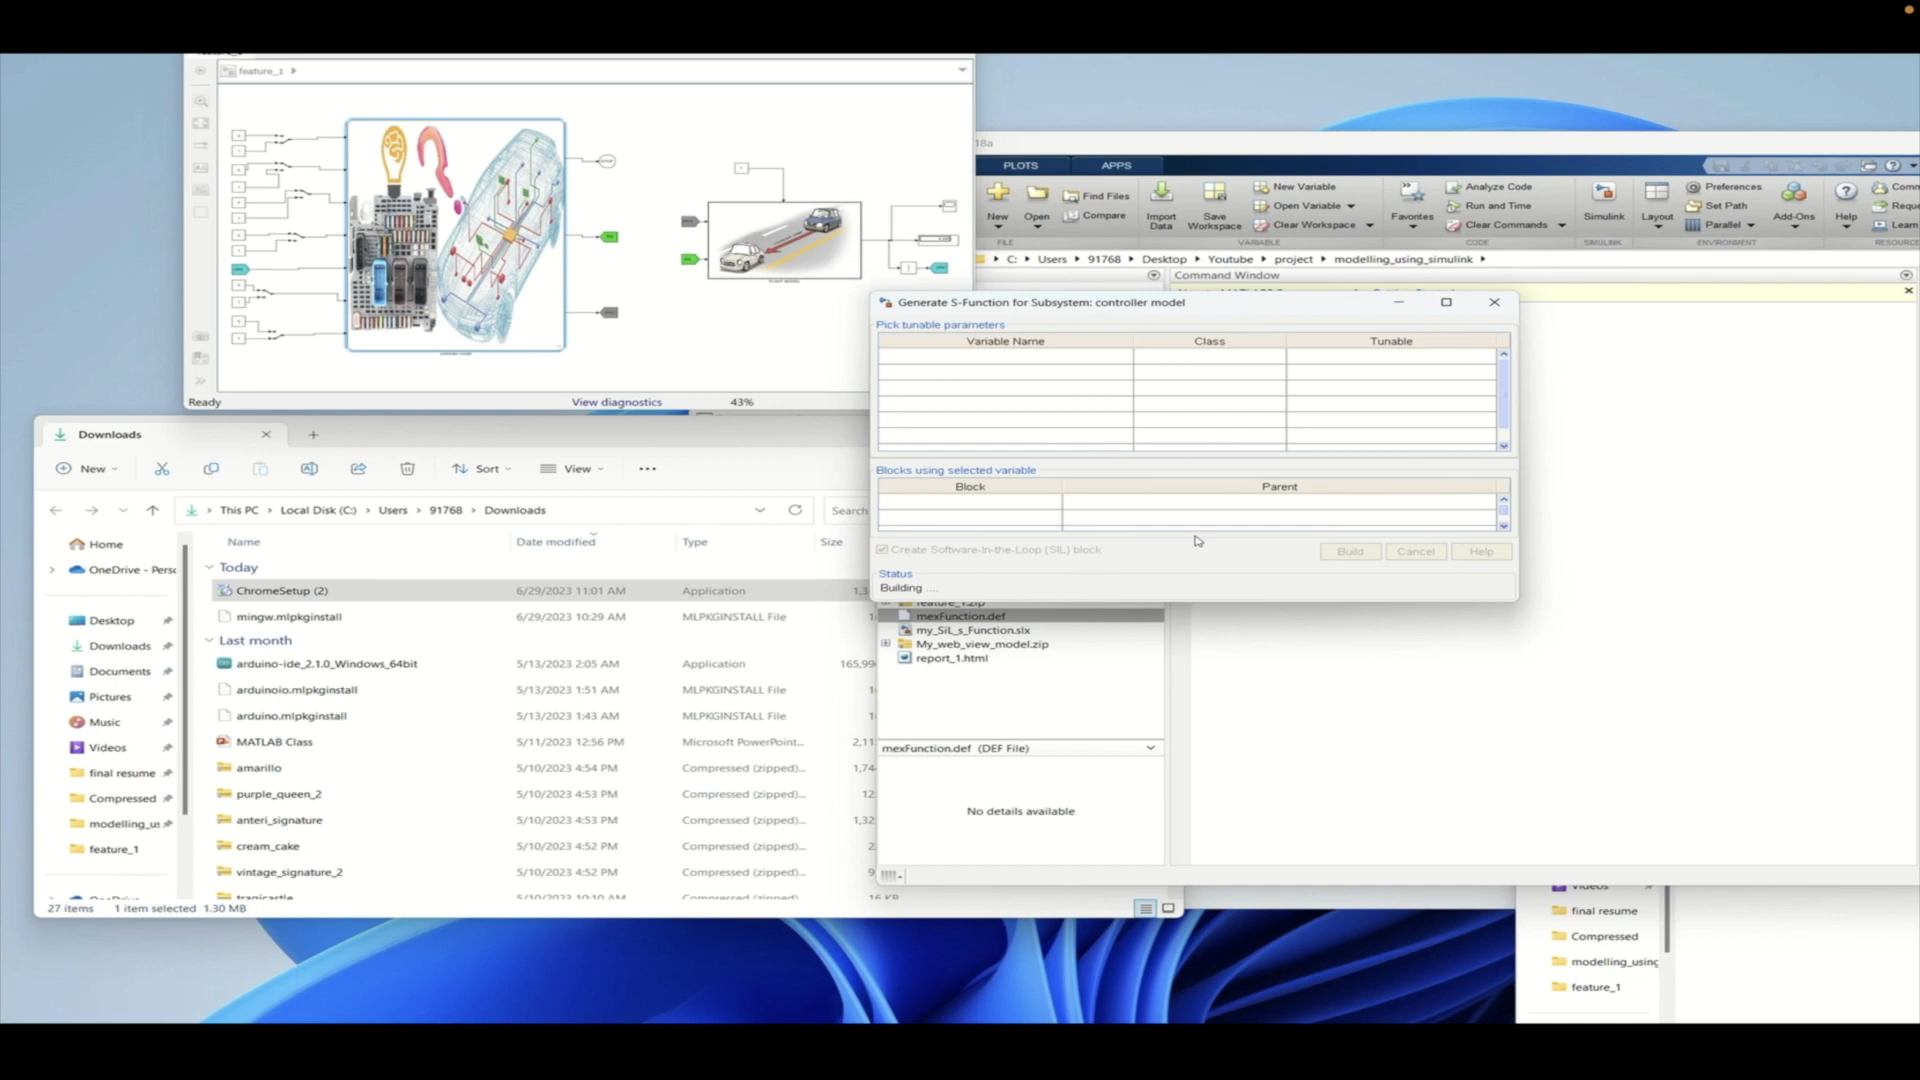 feature_1
Ready
View diagnostics
43%
18a
PLOTS
APPS
New
Open
Find Files
Compare
Import
Data
Save
Workspace
New Variable
Open Variable
Clear Workspace
Favorites
Analyze Code
Run and Time
Clear Commands
Simulink
Layout
Preferences
Set Path
Parallel
Add-Ons
Help
FILE
VARIABLE
CODE
SIMULINK
ENVIRONMENT
C:
Users
91768
Desktop
Youtube
project
modelling_using_simulink
Command Window
Generate S-Function for Subsystem: controller model
Pick tunable parameters
Variable Name
Class
Tunable
Blocks using selected variable
Block
Parent
Create Software-In-the-Loop (SIL) block
Build
Cancel
Help
Status
Building ....
feature_1.zip
mexFunction.def
my_SiL_s_Function.slx
My_web_view_model.zip
report_1.html
mexFunction.def (DEF File)
No details available
Downloads
New
Sort
View
This PC
Local Disk (C:)
Users
91768
Downloads
Search
Home
OneDrive - Perso
Desktop
Downloads
Documents
Pictures
Music
Videos
final resume
Compressed
modelling_us
feature_1
Name
Date modified
Type
Size
Today
ChromeSetup (2) 6/29/2023 11:01 AM Application
mingw.mlpkginstall 6/29/2023 10:29 AM MLPKGINSTALL File
Last month
arduino-ide_2.1.0_Windows_64bit 5/13/2023 2:05 AM Application 165,99
arduinoio.mlpkginstall 5/13/2023 1:51 AM MLPKGINSTALL File
arduino.mlpkginstall 5/13/2023 1:43 AM MLPKGINSTALL File
MATLAB Class 5/11/2023 12:56 PM Microsoft PowerPoint...
amarillo 5/10/2023 4:54 PM Compressed (zipped)...
purple_queen_2 5/10/2023 4:53 PM Compressed (zipped)...
anteri_signature 5/10/2023 4:53 PM Compressed (zipped)...
cream_cake 5/10/2023 4:52 PM Compressed (zipped)...
vintage_signature_2 5/10/2023 4:52 PM Compressed (zipped)...
27 items
1 item selected 1.30 MB
Videos
final resume
Compressed
modelling_using
feature_1